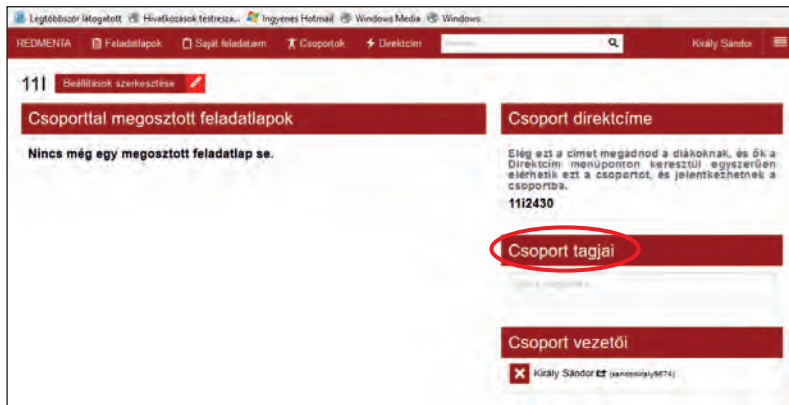 Legtöbbször látogatott Hivatkozások testresza... Ingyenes Hotmail Windows Media Windows
REDMENTA Feladatlapok Saját feladataim Csoportok Direktcím Király Sándor
11I Beállítások szerkesztése
Csoporttal megosztott feladatlapok
Nincs még egy megosztott feladatlap se.
Csoport direktcíme
Elég ezt a címet megadnod a diákoknak, és ők a
Direktcím menüponton keresztül egyszerűen
elérhetik ezt a csoportot, és jelentkezhetnek a
csoportba.
11i2430
Csoport tagjai
Csoport vezetői
Király Sándor (sandorkiraly9874)